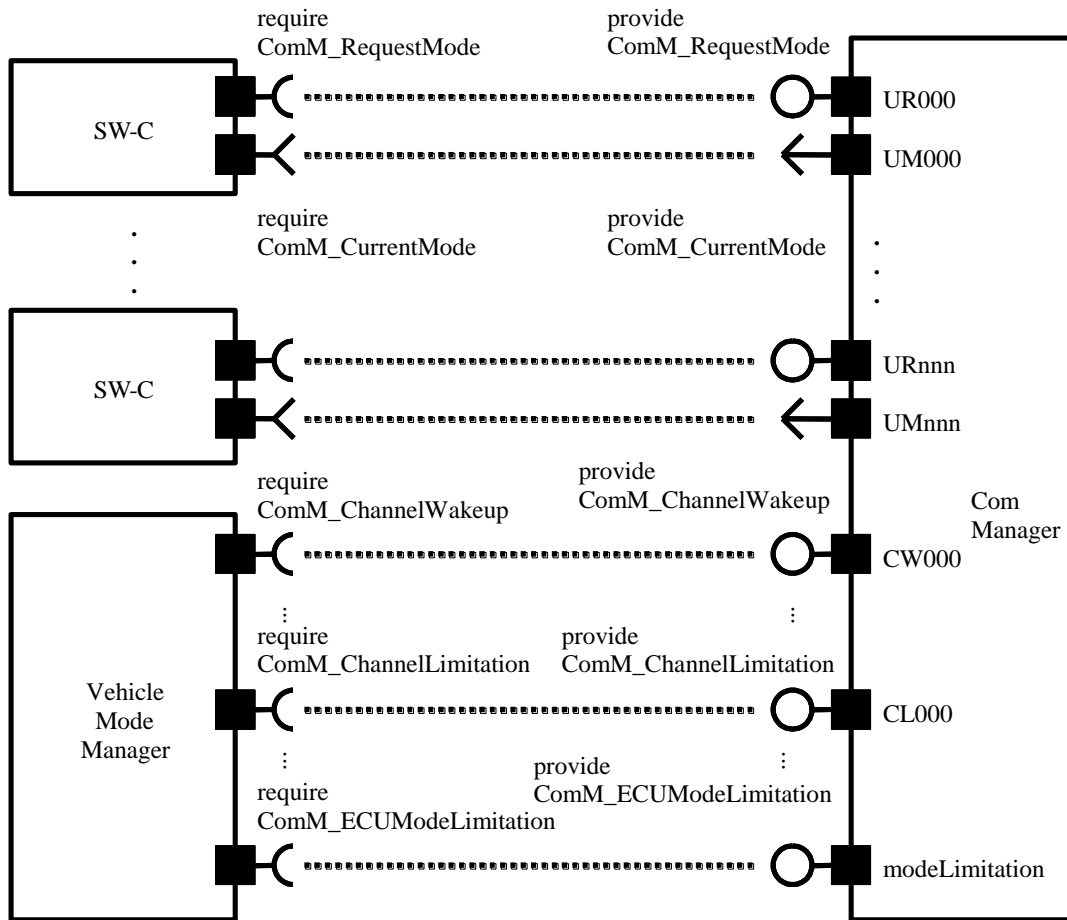 require
ComM_RequestMode
provide
ComM_RequestMode
SW-C
UR000
UM000
require
ComM_CurrentMode
provide
ComM_CurrentMode
SW-C
URnnn
UMnnn
require
ComM_ChannelWakeup
provide
ComM_ChannelWakeup
Com
Manager
CW000
require
ComM_ChannelLimitation
provide
ComM_ChannelLimitation
Vehicle
Mode
Manager
CL000
require
ComM_ECUModeLimitation
provide
ComM_ECUModeLimitation
modeLimitation